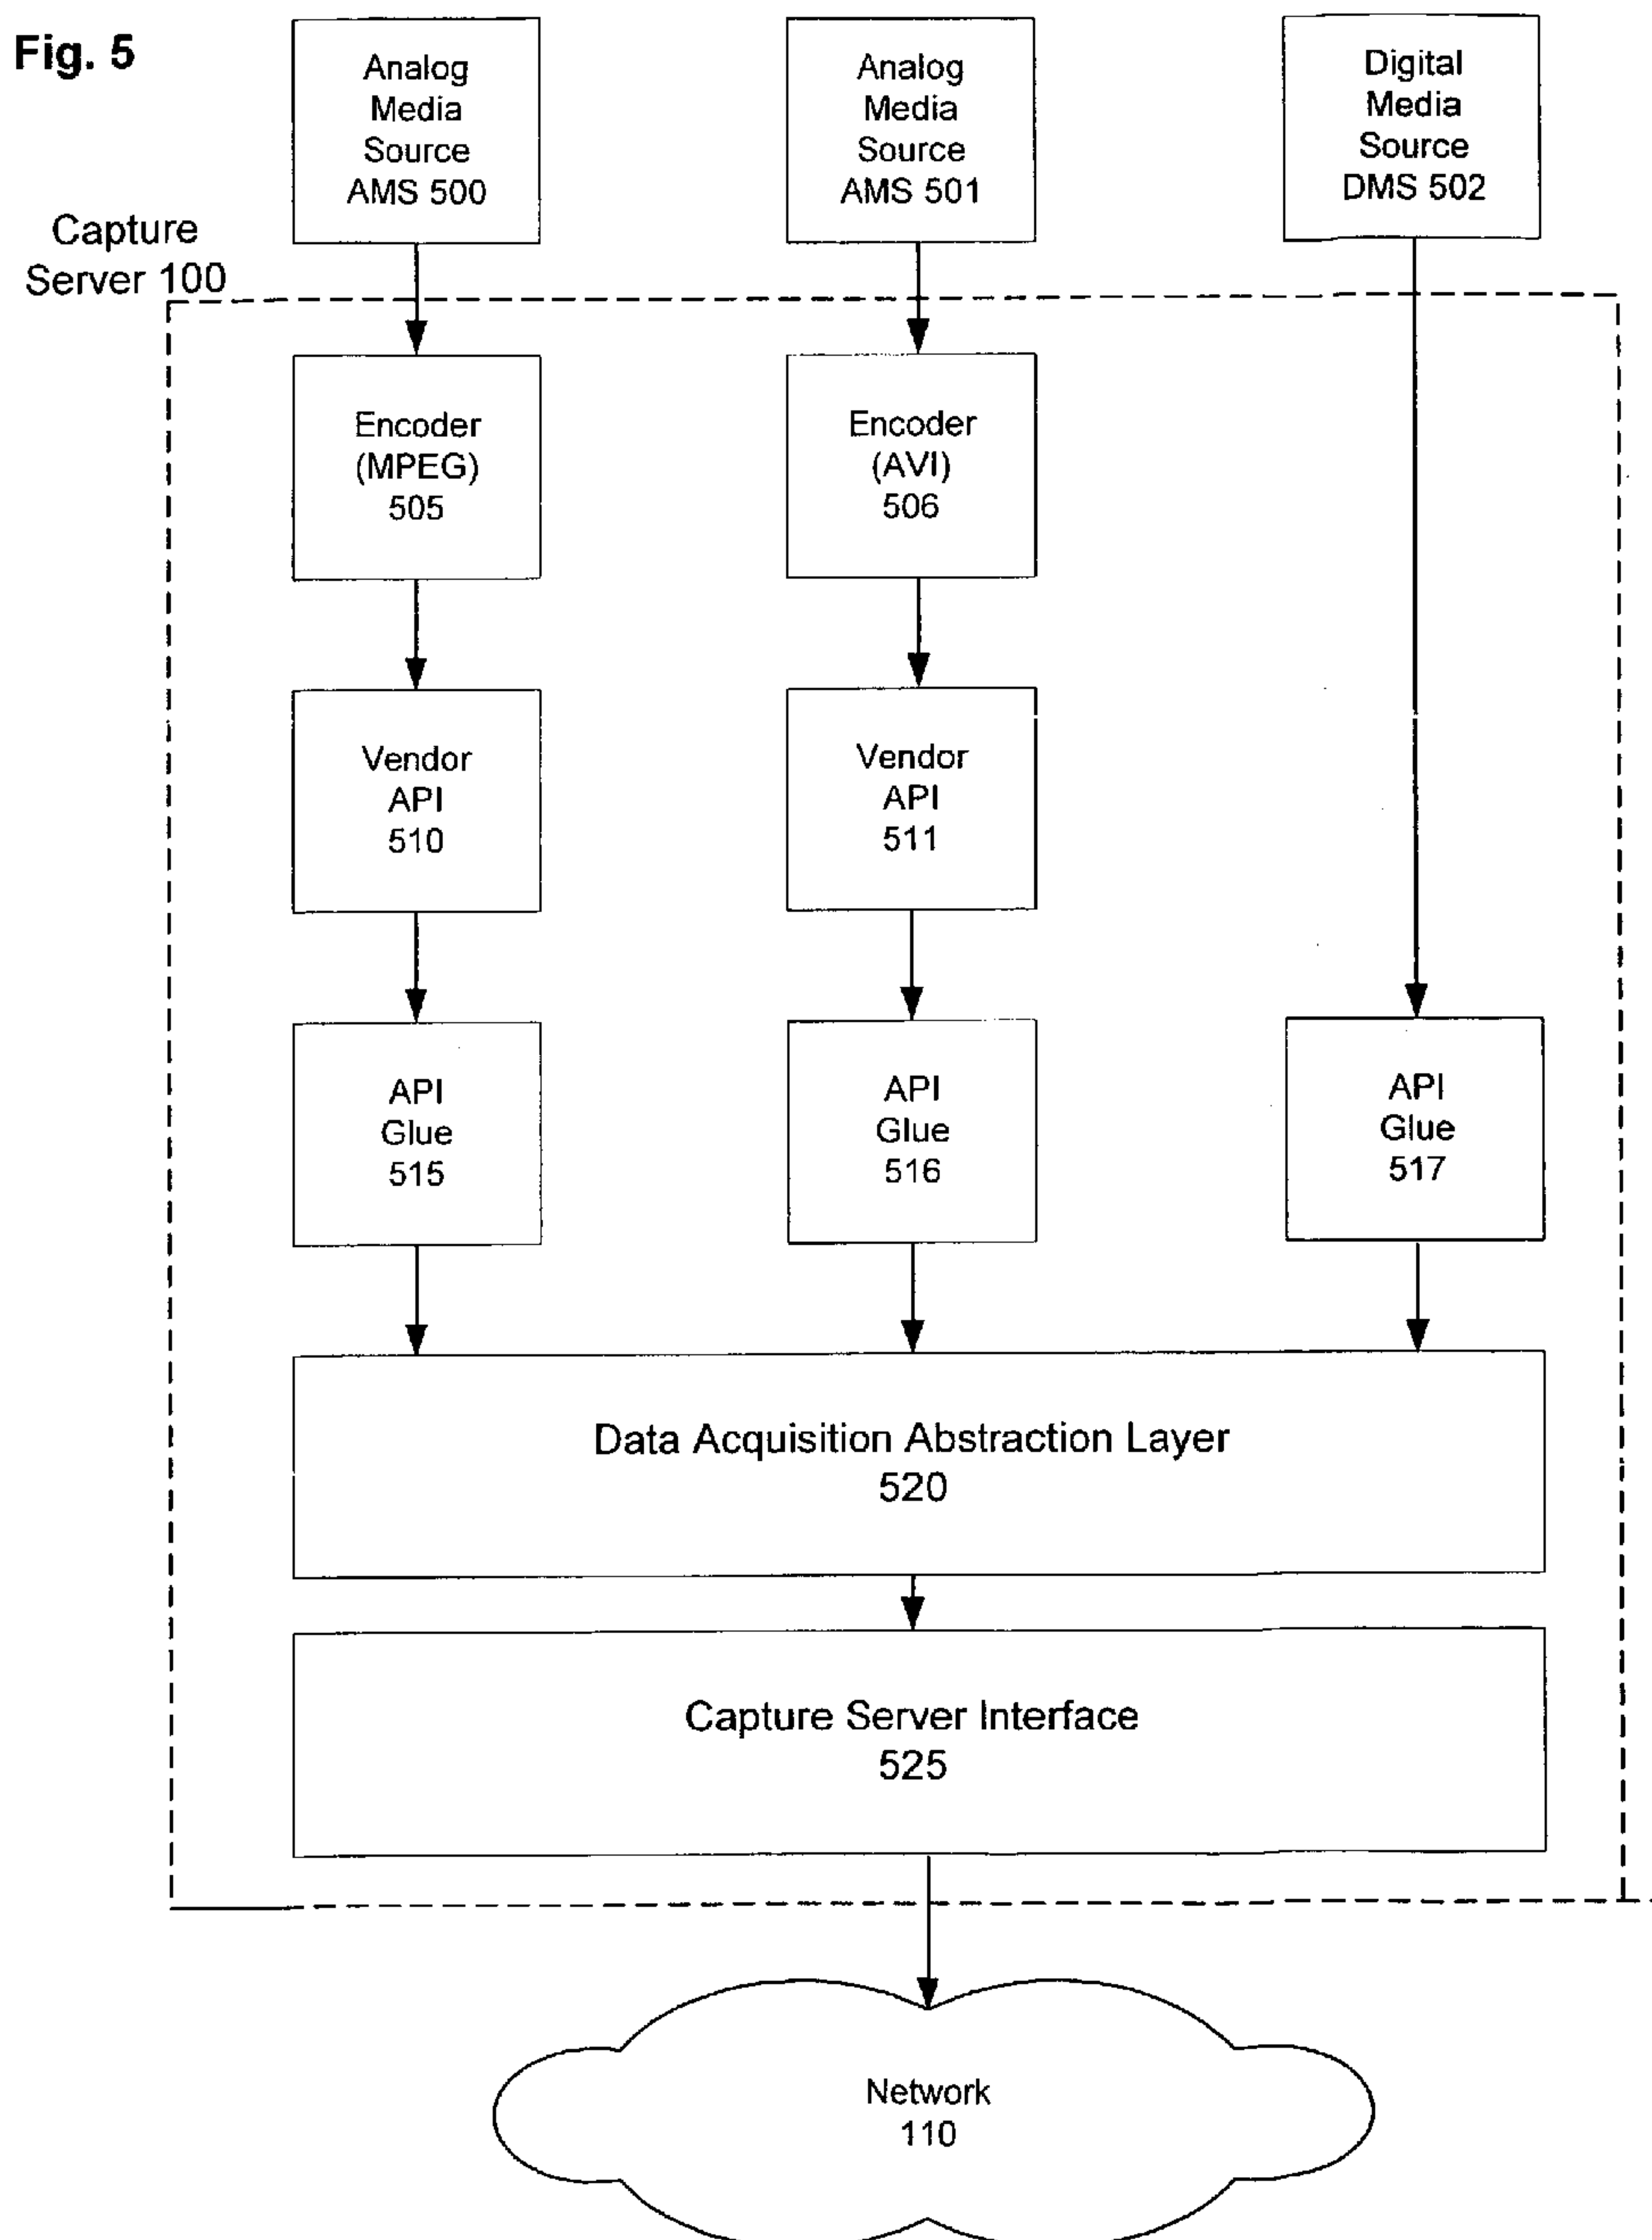 Fig. 5
Analog
Media
Source
AMS 500
Analog
Media
Source
AMS 501
Digital
Media
Source
DMS 502
Capture
Server 100
Encoder
(MPEG)
505
Encoder
(AVI)
506
Vendor
API
510
Vendor
API
511
API
Glue
515
API
Glue
516
API
Glue
517
Data Acquisition Abstraction Layer
520
Capture Server Interface
525
Network
110